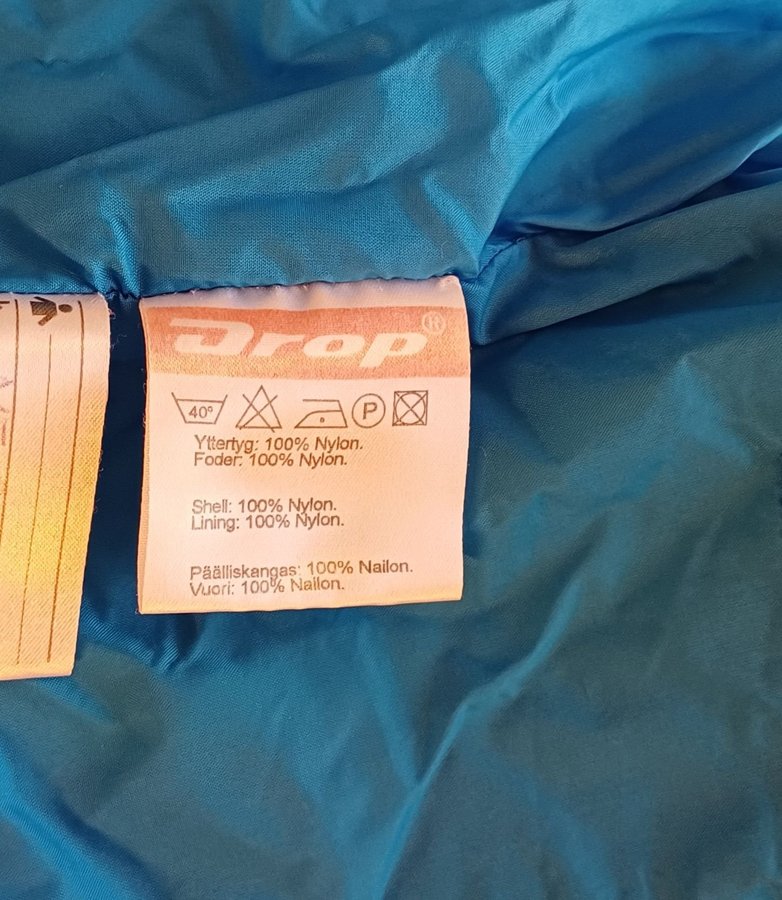 Drop®
40°
P
Yttertyg: 100% Nylon.
Foder: 100% Nylon.
Shell: 100% Nylon.
Lining: 100% Nylon.
Päälliskangas: 100% Nailon.
Vuori: 100% Nailon.